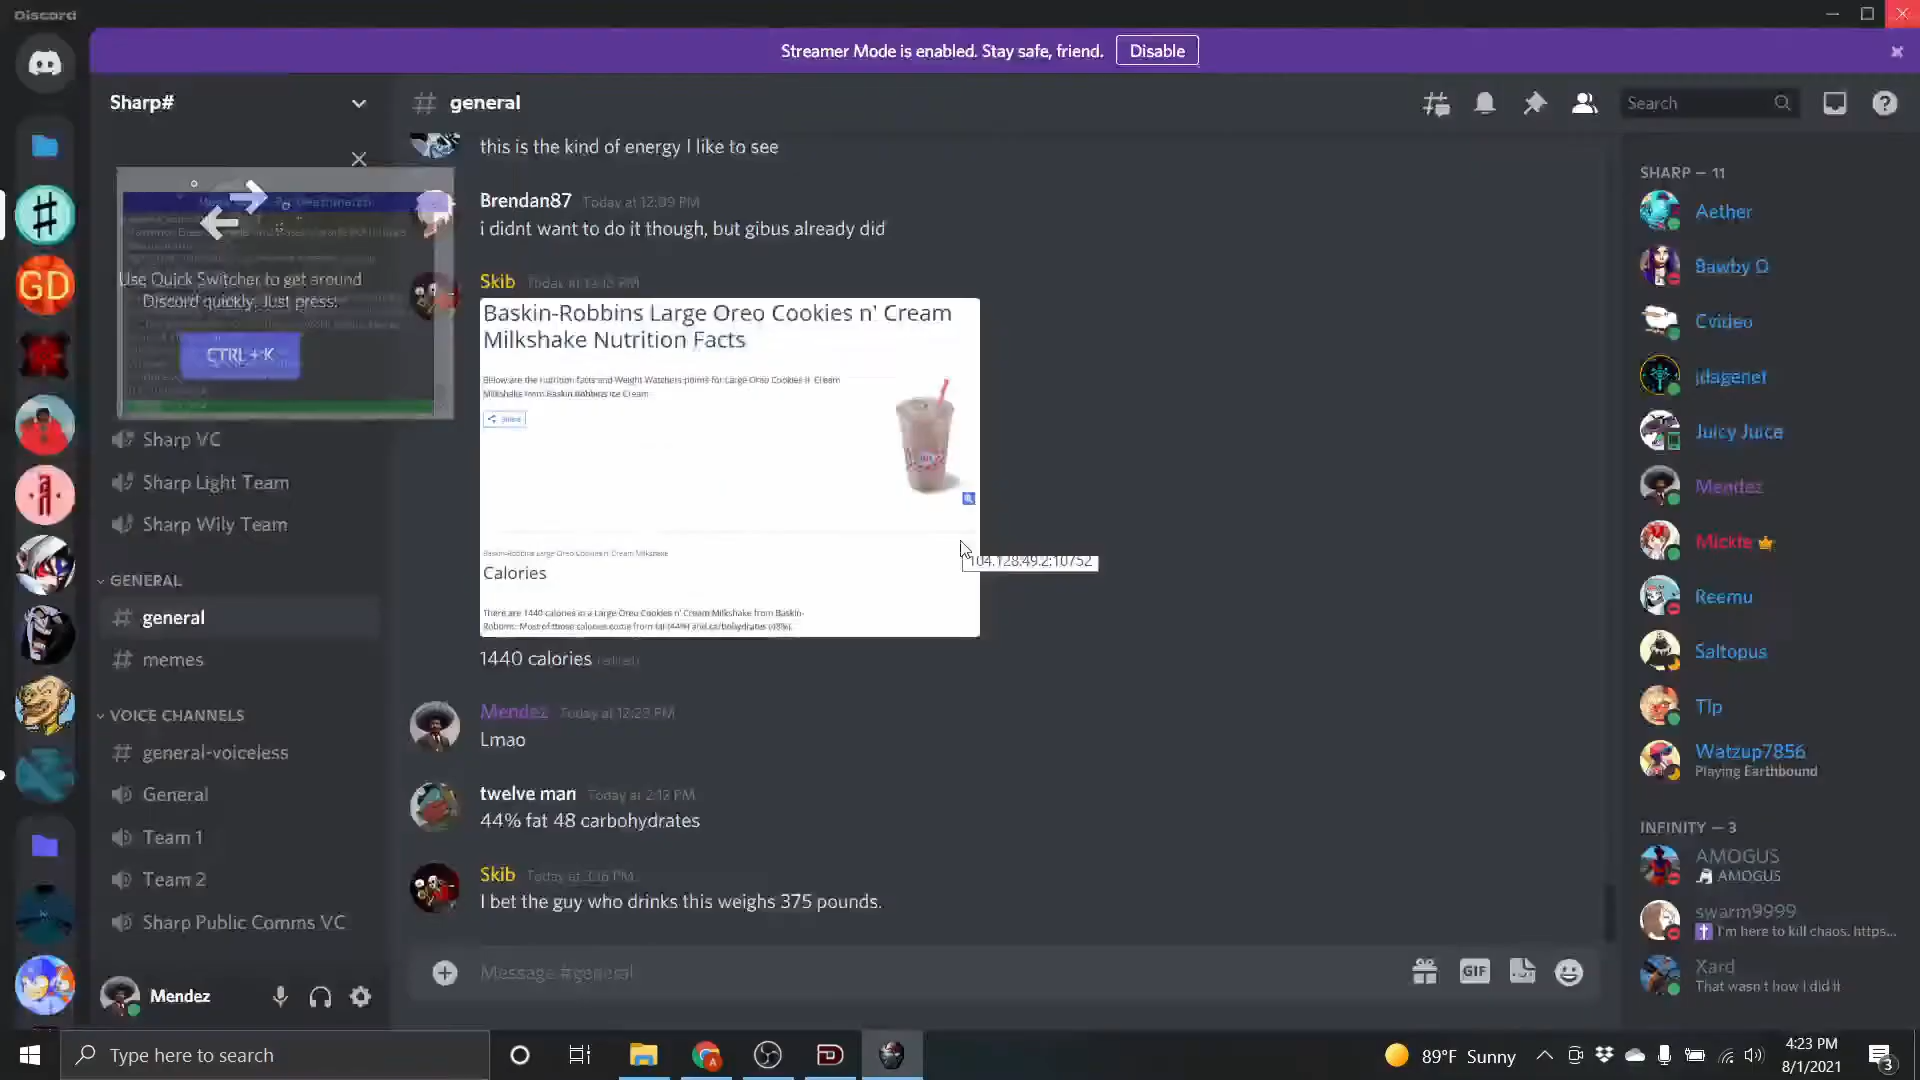 Discord
Streamer Mode is enabled. Stay safe, friend.
Disable
Sharp#
general
Search
Use Quick Switcher to get around
Discord quickly. Just press:
CTRL + K
Sharp VC
Sharp Light Team
Sharp Wily Team
GENERAL
general
memes
VOICE CHANNELS
general-voiceless
General
Team 1
Team 2
Sharp Public Comms VC
Mendez
this is the kind of energy I like to see
Brendan87 Today at 12:09 PM
i didnt want to do it though, but gibus already did
Skib Today at
Baskin-Robbins Large Oreo Cookies n' Cream
Milkshake Nutrition Facts
Below are the nutrition facts and Weight Watchers points for Large Oreo Cookies n' Cream
Milkshake from Baskin Robbins Ice Cream
Share
Baskin-Robbins Large Oreo Cookies n' Cream Milkshake
Calories
There are 1440 calories in a Large Oreo Cookies n' Cream Milkshake from Baskin-
Robbins. Most of those calories come from fat (44%) and carbohydrates (48%).
104.128.49.2:10752
1440 calories (edited)
Mendez Today at 12:23 PM
Lmao
twelve man Today at 2:13 PM
44% fat 48 carbohydrates
Skib Today at 3:16 PM
I bet the guy who drinks this weighs 375 pounds.
Message #general
GIF
SHARP — 11
Aether
Bawby O
Cvideo
jdagenet
Juicy Juice
Mendez
Mickie
Reemu
Saltopus
Tlp
Watzup7856
Playing Earthbound
INFINITY — 3
AMOGUS
AMOGUS
swarm9999
I'm here to kill chaos. https...
Xard
That wasn't how I did it
GD
Type here to search
89°F Sunny
4:23 PM
8/1/2021
3